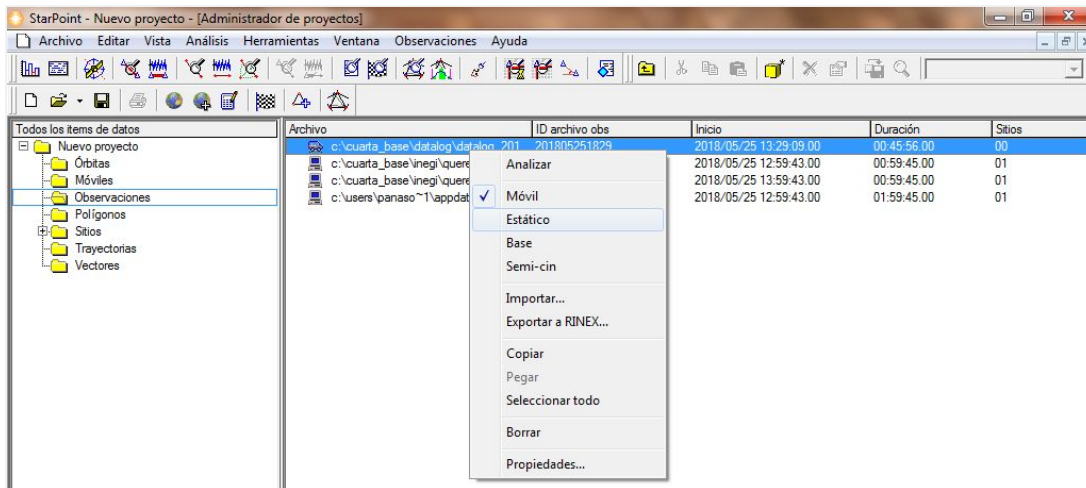 StarPoint - Nuevo proyecto - [Administrador de proyectos]
Archivo Editar Vista Análisis Herramientas Ventana Observaciones Ayuda
Todos los items de datos
Nuevo proyecto
Órbitas
Móviles
Observaciones
Polígonos
Sitios
Trayectorias
Vectores
Archivo ID archivo obs Inicio Duración Sitios
c:\cuarta_base\datalog\datalog_201 201805251829 2018/05/25 13:29:09.00 00:45:56.00 00
c:\cuarta_base\inegi\quere 2018/05/25 12:59:43.00 00:59:45.00 01
c:\cuarta_base\inegi\quere 2018/05/25 13:59:43.00 00:59:45.00 01
c:\users\panaso~1\appdat 2018/05/25 12:59:43.00 01:59:45.00 01
Analizar
Móvil
Estático
Base
Semi-cin
Importar...
Exportar a RINEX...
Copiar
Pegar
Seleccionar todo
Borrar
Propiedades...